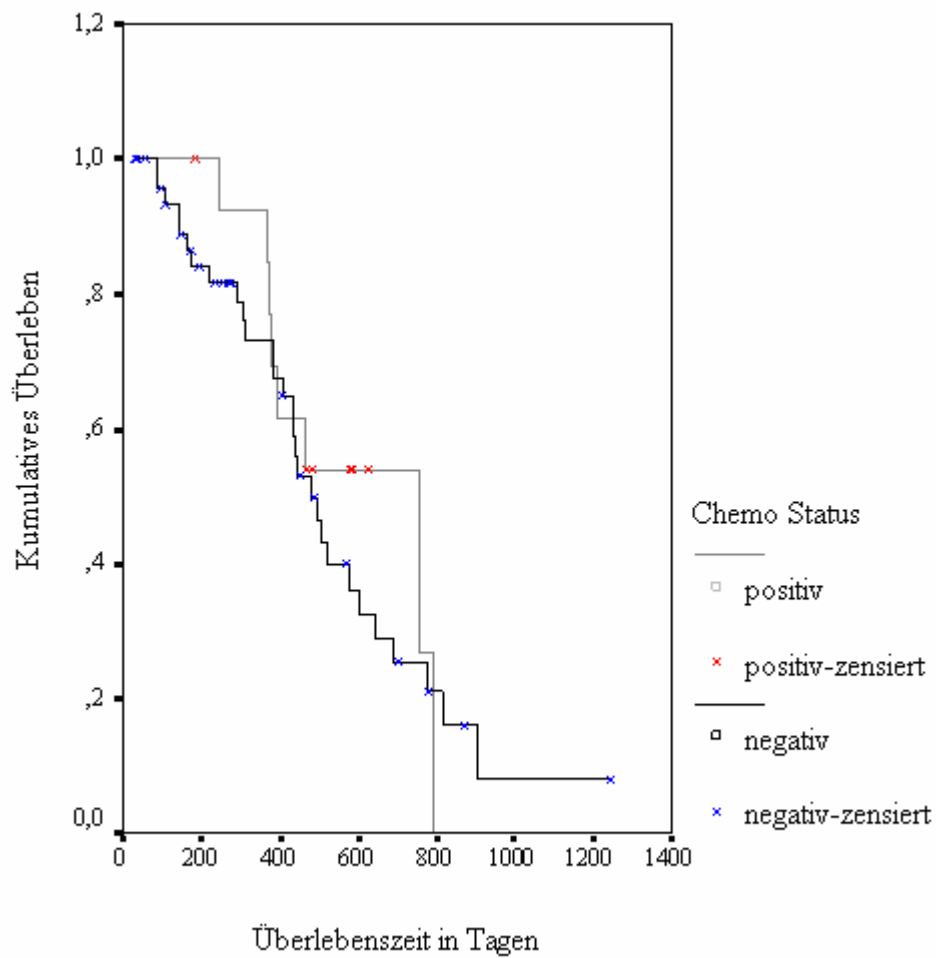 1,2
1,0
,8
,6
,4
,2
0,0
Kumulatives Überleben
0 200 400 600 800 1000 1200 1400
Überlebenszeit in Tagen
Chemo Status
positiv
positiv-zensiert
negativ
negativ-zensiert